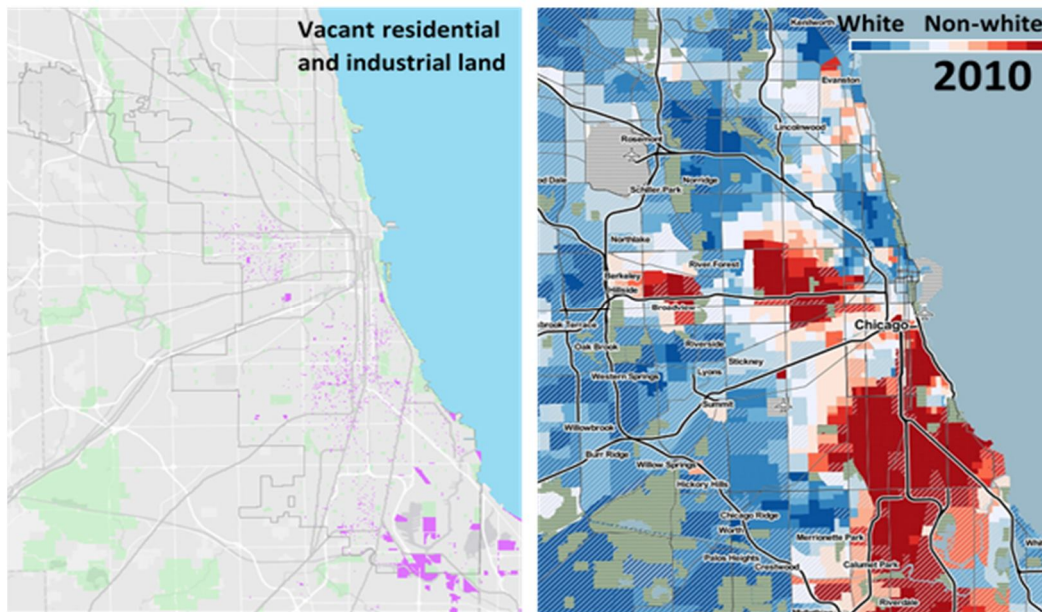 Vacant residential
and industrial land
White Non-white
2010
Kenilworth
Evanston
Lincolnwood
Rosemont
Norridge
Schiller Park
Northlake
River Forest
Berkeley
Hillside
Broadview
Chicago
Oak Brook
Riverside
Stickney
Western Springs
Lyons
Summit
Willowbrook
Burr Ridge
Willow Springs
Hickory Hills
Chicago Ridge
Worth
Merrionette Park
Palos Heights
Crestwood
Calumet Park
Riverdale